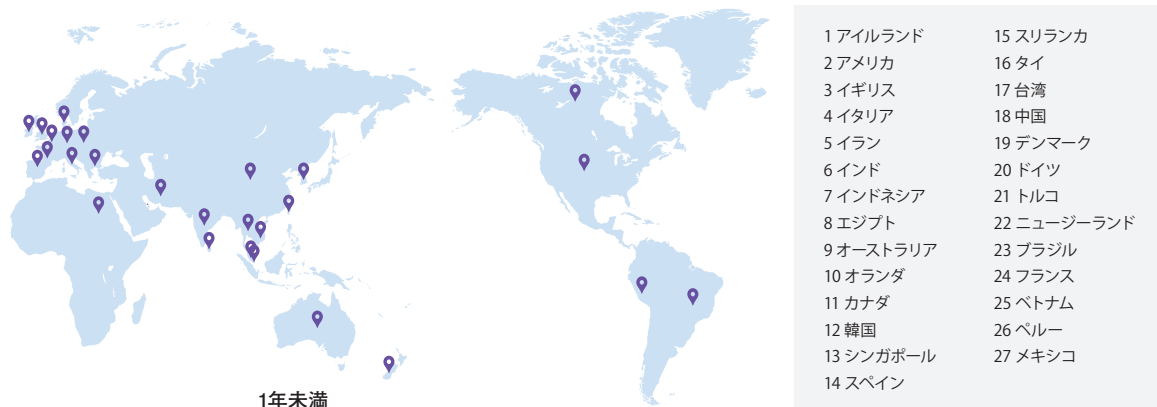 1 アイルランド
2 アメリカ
3 イギリス
4 イタリア
5 イラン
6 インド
7 インドネシア
8 エジプト
9 オーストラリア
10 オランダ
11 カナダ
12 韓国
13 シンガポール
14 スペイン
15 スリランカ
16 タイ
17 台湾
18 中国
19 デンマーク
20 ドイツ
21 トルコ
22 ニュージーランド
23 ブラジル
24 フランス
25 ベトナム
26 ペルー
27 メキシコ
1年未満